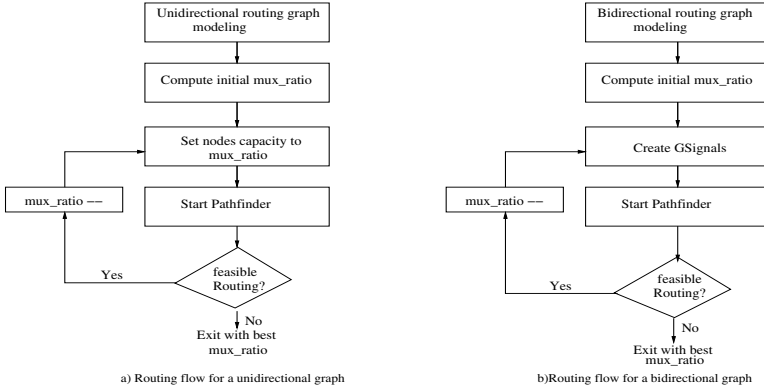 Unidirectional routing graph
modeling
Compute initial mux_ratio
Set nodes capacity to
mux_ratio
mux_ratio --
Start Pathfinder
Yes
feasible
Routing?
No
Exit with best
mux_ratio
a) Routing flow for a unidirectional graph
Bidirectional routing graph
modeling
Compute initial mux_ratio
Create GSignals
mux_ratio --
Start Pathfinder
Yes
feasible
Routing?
No
Exit with best
mux_ratio
b)Routing flow for a bidirectional graph